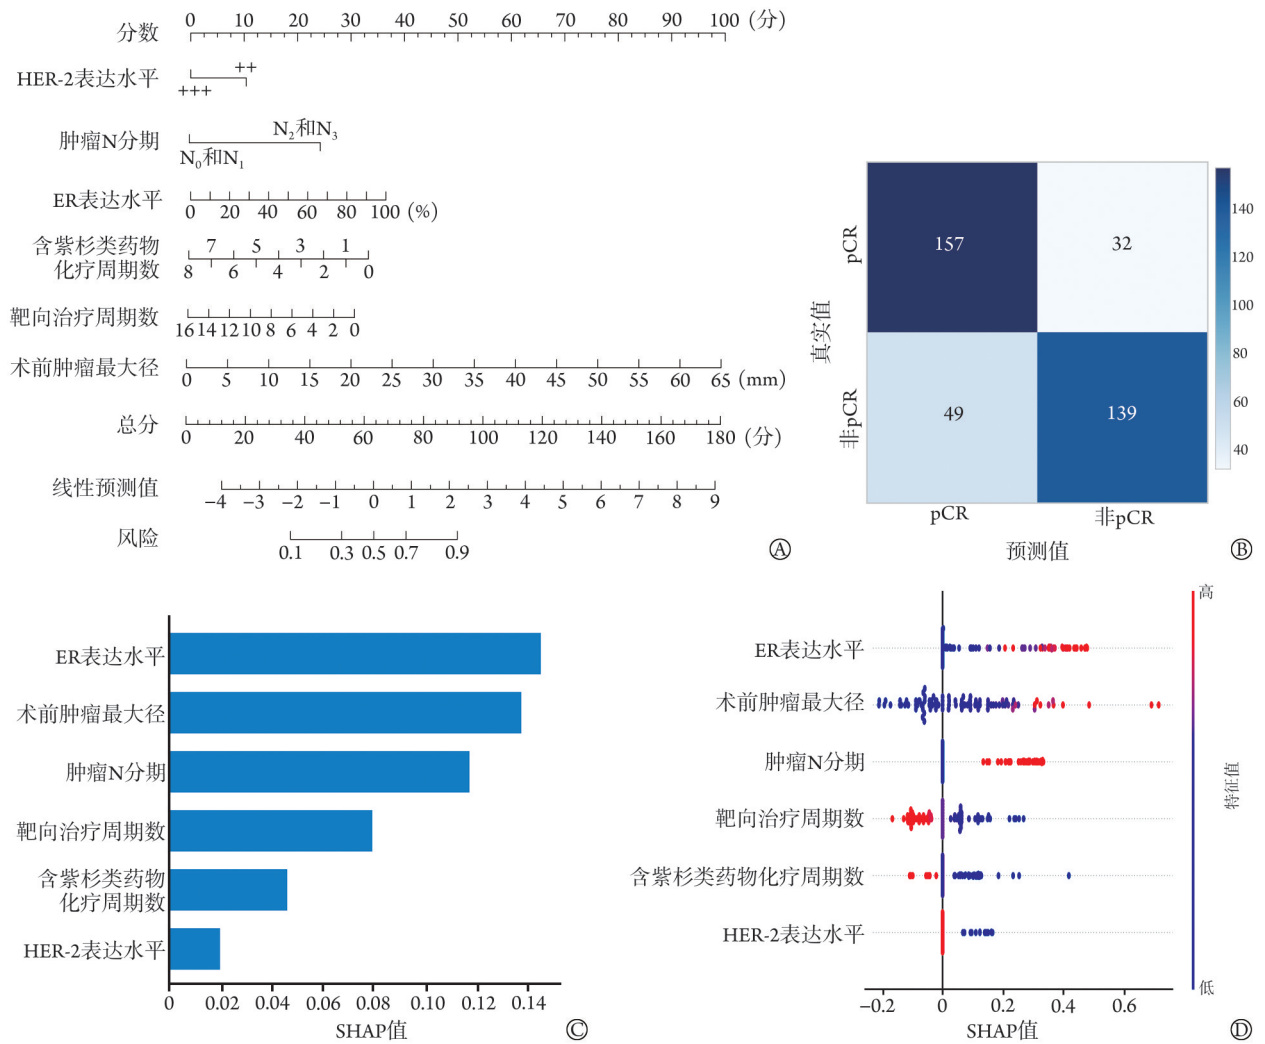 分数
0 10 20 30 40 50 60 70 80 90 100 (分)
HER-2表达水平
++
+++
肿瘤N分期
N2和N3
N0和N1
ER表达水平
0 20 40 60 80 100 (%)
含紫杉类药物
化疗周期数
7 5 3 1
8 6 4 2 0
靶向治疗周期数
16 14 12 10 8 6 4 2 0
术前肿瘤最大径
0 5 10 15 20 25 30 35 40 45 50 55 60 65 (mm)
总分
0 20 40 60 80 100 120 140 160 180 (分)
线性预测值
−4 −3 −2 −1 0 1 2 3 4 5 6 7 8 9
风险
0.1 0.3 0.5 0.7 0.9
Ⓐ
真实值
pCR
非pCR
157 32
49 139
pCR 非pCR
预测值
140
120
100
80
60
40
Ⓑ
ER表达水平
术前肿瘤最大径
肿瘤N分期
靶向治疗周期数
含紫杉类药物
化疗周期数
HER-2表达水平
0 0.02 0.04 0.06 0.08 0.10 0.12 0.14
SHAP值
Ⓒ
ER表达水平
术前肿瘤最大径
肿瘤N分期
靶向治疗周期数
含紫杉类药物化疗周期数
HER-2表达水平
−0.2 0 0.2 0.4 0.6
SHAP值
高
特征值
低
Ⓓ